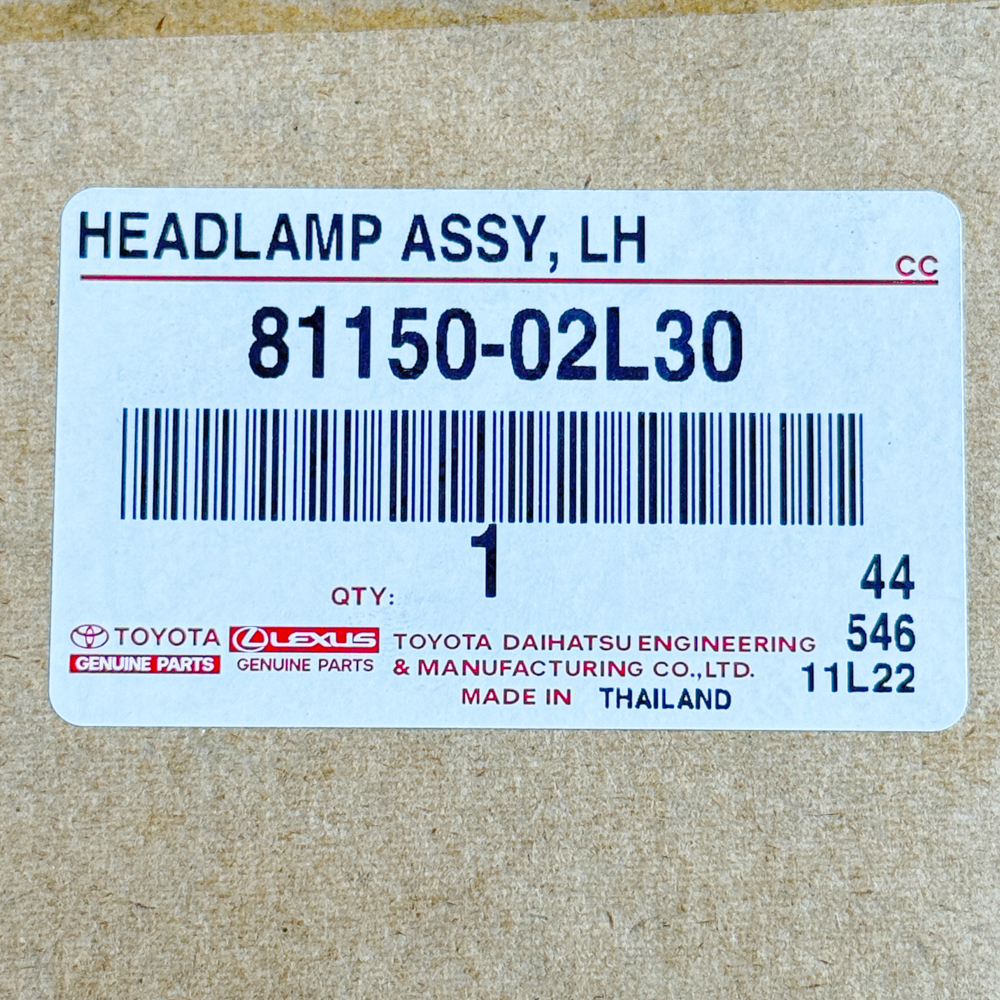 HEADLAMP ASSY, LH
CC
81150-02L30
1
QTY:
44
546
11L22
TOYOTA
GENUINE PARTS
LEXUS
GENUINE PARTS
TOYOTA DAIHATSU ENGINEERING
& MANUFACTURING CO.,LTD.
MADE IN THAILAND